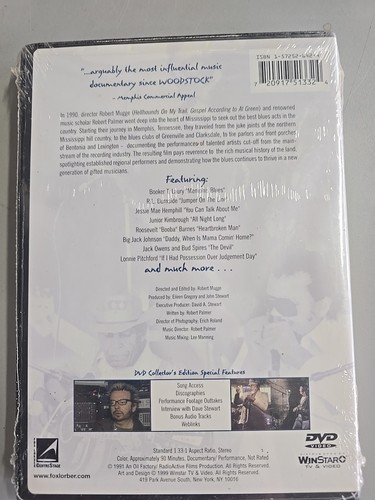 "...arguably the most influential music
documentary since WOODSTOCK"
- Memphis Commercial Appeal
ISBN 1-57252-
7 20917 51332 4
In 1990, director Robert Mugge (Hellhounds On My Trail, Gospel According to Al Green) and renowned
music scholar Robert Palmer went deep into the heart of Mississippi to seek out the best blues acts in the
country. Starting their journey in Memphis, Tennessee, they traveled from the juke joints of the northern
Mississippi hill country, to the blues clubs of Greenville and Clarksdale, to the parlors and front porches
of Bentonia and Lexington - documenting the performances of talented artists cut-off from the main-
stream of the recording industry. The resulting film pays reverence to the rich musical history of the land,
spotlighting established regional performers and demonstrating how the blues continues to thrive in a new
generation of gifted musicians.
Featuring:
Booker T. Laury "Memphis Blues"
R.L. Burnside "Jumper On The Line"
Jessie Mae Hemphill "You Can Talk About Me"
Junior Kimbrough "All Night Long"
Roosevelt "Booba" Barnes "Heartbroken Man"
Big Jack Johnson "Daddy, When Is Mama Comin' Home?"
Jack Owens and Bud Spires "The Devil"
Lonnie Pitchford "If I Had Possession Over Judgement Day"
and much more . . .
Directed and Edited by: Robert Mugge
Produced by: Eileen Gregory and John Stewart
Executive Producer: David A. Stewart
Written by: Robert Palmer
Director of Photography: Erich Roland
Music Director: Robert Palmer
Music Mixing: Lee Manning
DVD Collector's Edition Special Features
Song Access
Discographies
Performance Footage Outtakes
Interview with Dave Stewart
Bonus Audio Tracks
Weblinks
Standard 1.33:1 Aspect Ratio, Stereo
Color, Approximately 90 Minutes, Documentary/ Performance, Not Rated
© 1991 Art Oil Factory/ RadioActive Films Production. All Rights Reserved.
Art and Design © 1999 Winstar TV & Video. All Rights Reserved.
419 Park Avenue South, New York, NY 10016
www.foxlorber.com
DVD
VIDEO
WINSTAR
TV & VIDEO